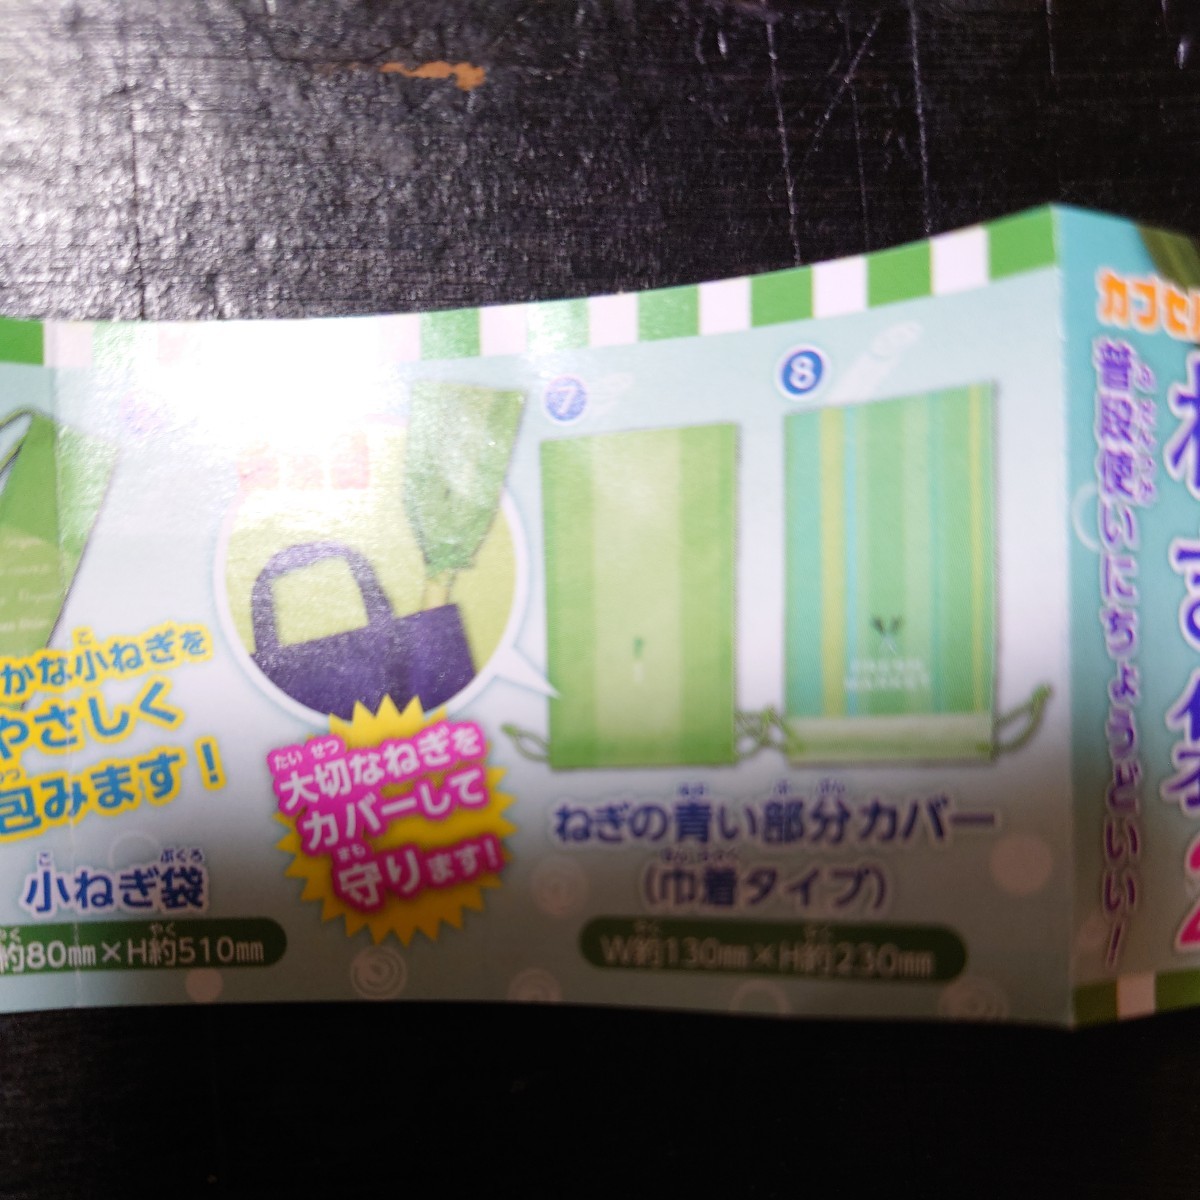 かな小ねぎを
やさしく
包みます!
小ねぎ袋
約80mm×H約510mm
大切なねぎを
カバーして
守ります!
7
8
FRESH
MARKET
ねぎの青い部分カバー
(巾着タイプ)
W約130mm×H約230mm
カプセ
普段使いにちょうどいいー
2